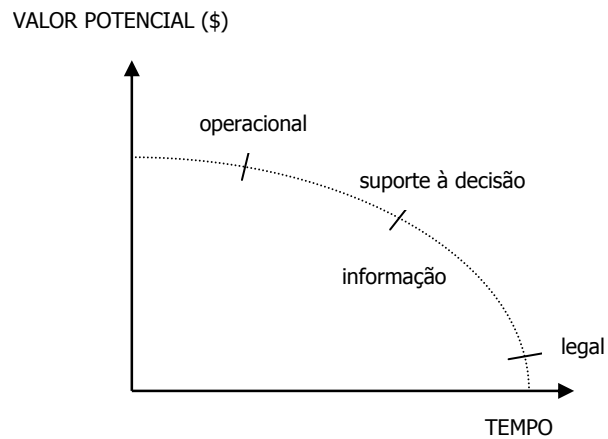 VALOR POTENCIAL ($)
operacional
suporte à decisão
informação
legal
TEMPO